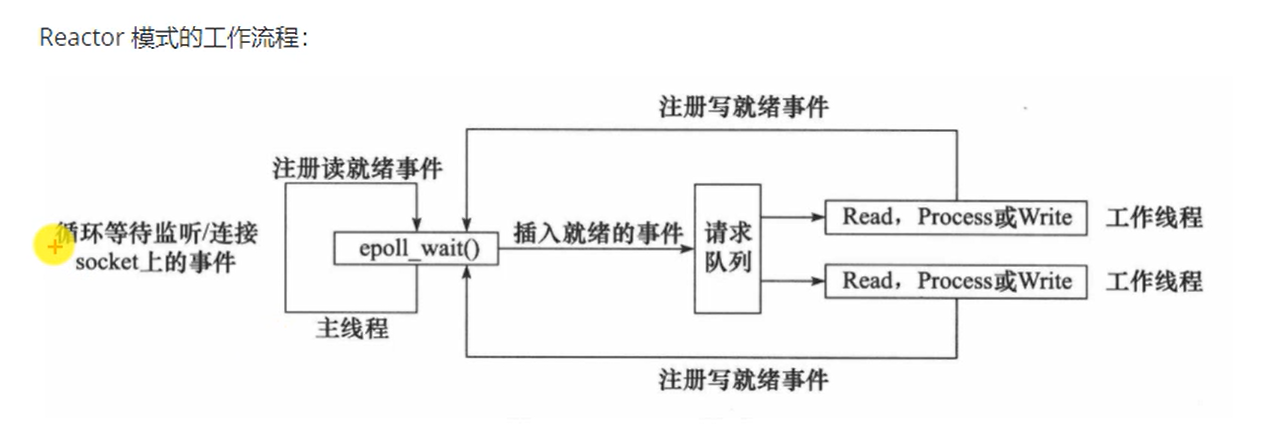 Reactor 模式的工作流程：
注册写就绪事件
注册读就绪事件
循环等待监听/连接
socket上的事件
epoll_wait()
插入就绪的事件
请求
队列
Read，Process或Write
工作线程
Read，Process或Write
工作线程
主线程
注册写就绪事件